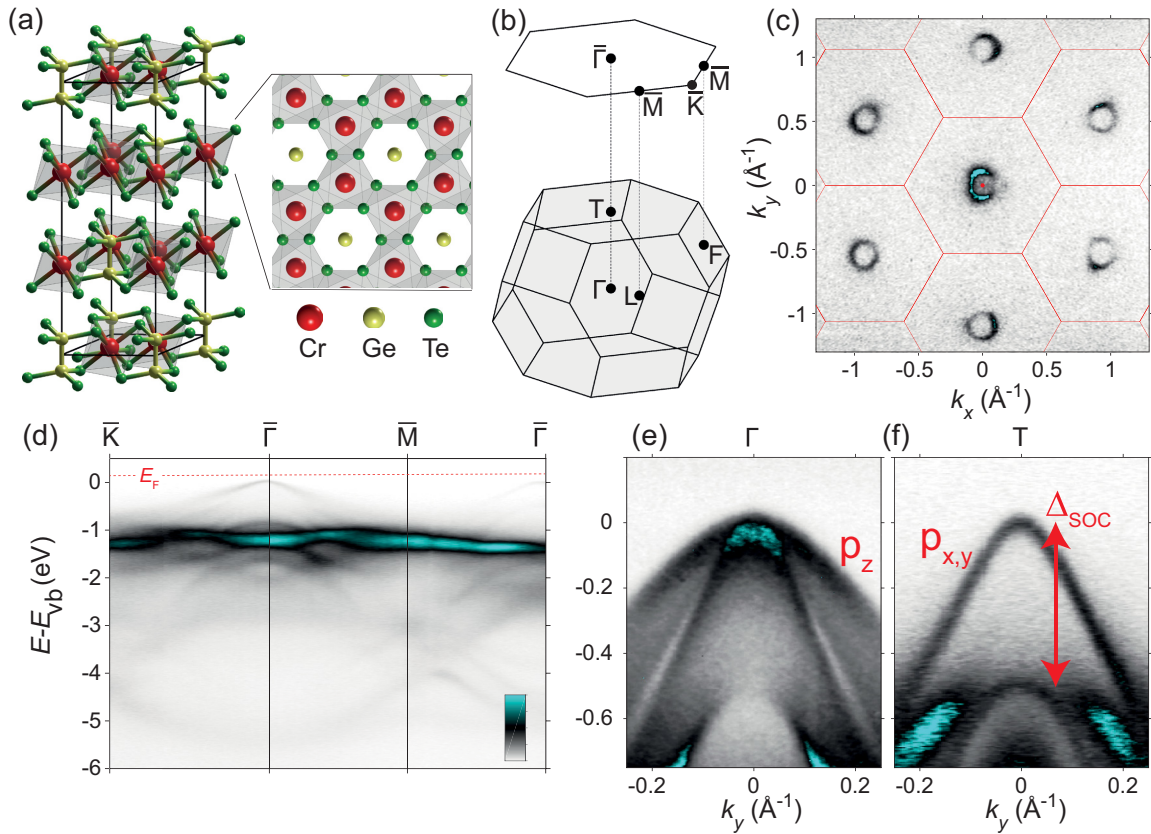 (a)
Cr Ge Te
(b)
Γ̅
M̅
M̅ K̅
T
F
Γ L
(c)
1
0.5
0
-0.5
-1
k_y (Å⁻¹)
-1 -0.5 0 0.5 1
k_x (Å⁻¹)
(d)
K̅ Γ̅ M̅ Γ̅
E_F
0
-1
-2
-3
-4
-5
-6
E-E_vb (eV)
(e) Γ
0
-0.2
-0.4
-0.6
p_z
-0.2 0 0.2
k_y (Å⁻¹)
(f) T
p_x,y
Δ_SOC
-0.2 0 0.2
k_y (Å⁻¹)